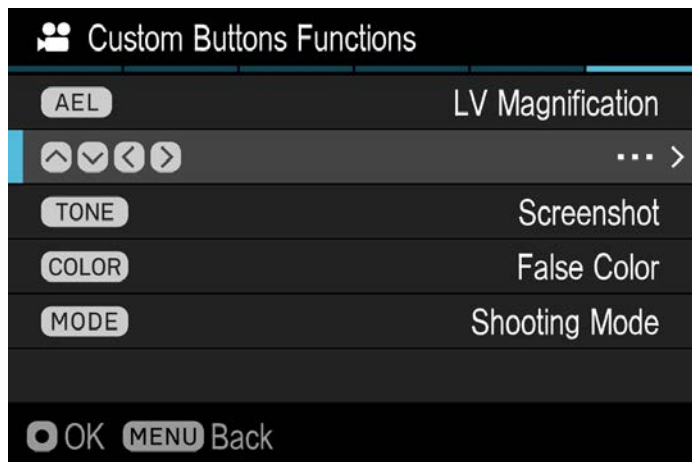 Custom Buttons Functions
AEL LV Magnification
...
TONE Screenshot
COLOR False Color
MODE Shooting Mode
OK MENU Back